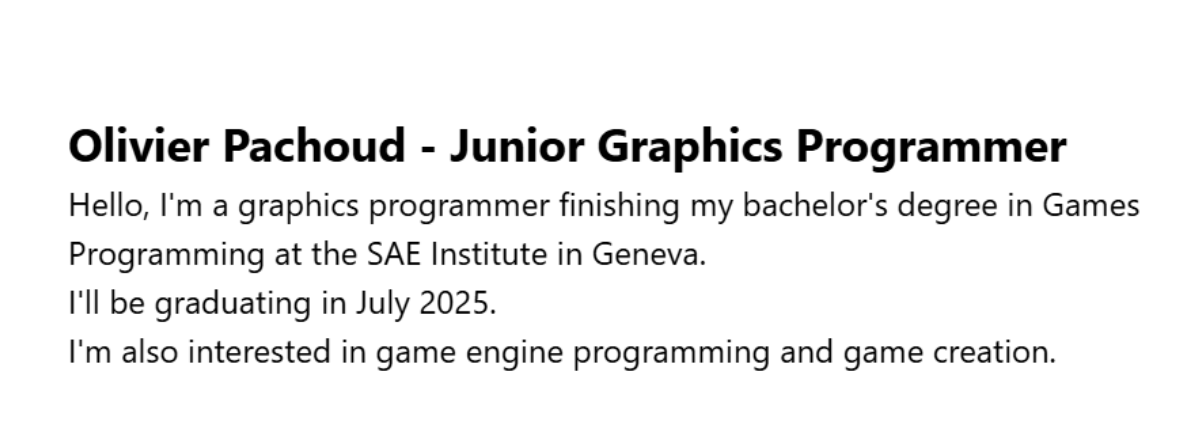 Olivier Pachoud - Junior Graphics Programmer
Hello, I'm a graphics programmer finishing my bachelor's degree in Games
Programming at the SAE Institute in Geneva.
I'll be graduating in July 2025.
I'm also interested in game engine programming and game creation.